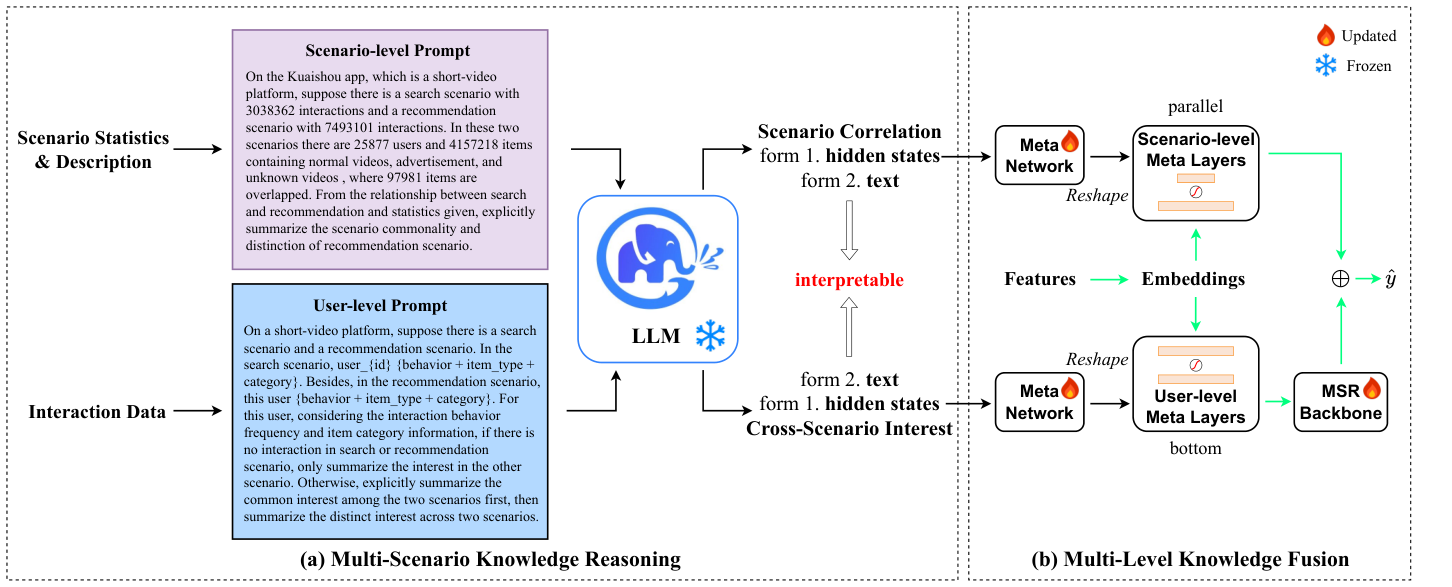 Scenario Statistics
& Description
Scenario-level Prompt
On the Kuaishou app, which is a short-video
platform, suppose there is a search scenario with
3038362 interactions and a recommendation
scenario with 7493101 interactions. In these two
scenarios there are 25877 users and 4157218 items
containing normal videos, advertisement, and
unknown videos , where 97981 items are
overlapped. From the relationship between search
and recommendation and statistics given, explicitly
summarize the scenario commonality and
distinction of recommendation scenario.
Interaction Data
User-level Prompt
On a short-video platform, suppose there is a search
scenario and a recommendation scenario. In the
search scenario, user_{id} {behavior + item_type +
category}. Besides, in the recommendation scenario,
this user {behavior + item_type + category}. For
this user, considering the interaction behavior
frequency and item category information, if there is
no interaction in search or recommendation
scenario, only summarize the interest in the other
scenario. Otherwise, explicitly summarize the
common interest among the two scenarios first, then
summarize the distinct interest across two scenarios.
LLM
Scenario Correlation
form 1. hidden states
form 2. text
interpretable
form 2. text
form 1. hidden states
Cross-Scenario Interest
(a) Multi-Scenario Knowledge Reasoning
Updated
Frozen
parallel
Meta
Network
Reshape
Scenario-level
Meta Layers
Features
Embeddings
ŷ
Reshape
Meta
Network
User-level
Meta Layers
bottom
MSR
Backbone
(b) Multi-Level Knowledge Fusion